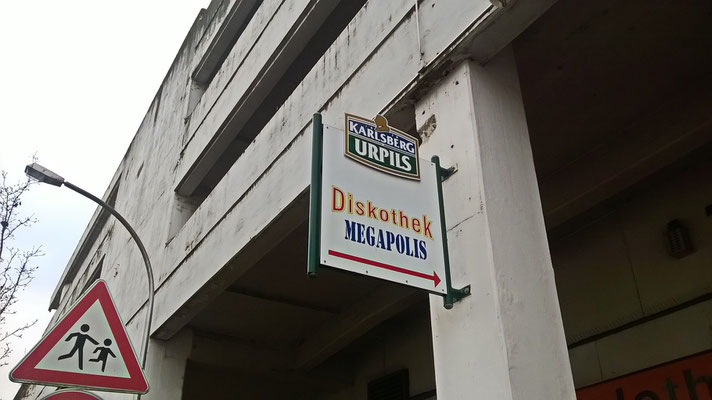 KARLSBERG
URPILS
Diskothek
MEGAPOLIS